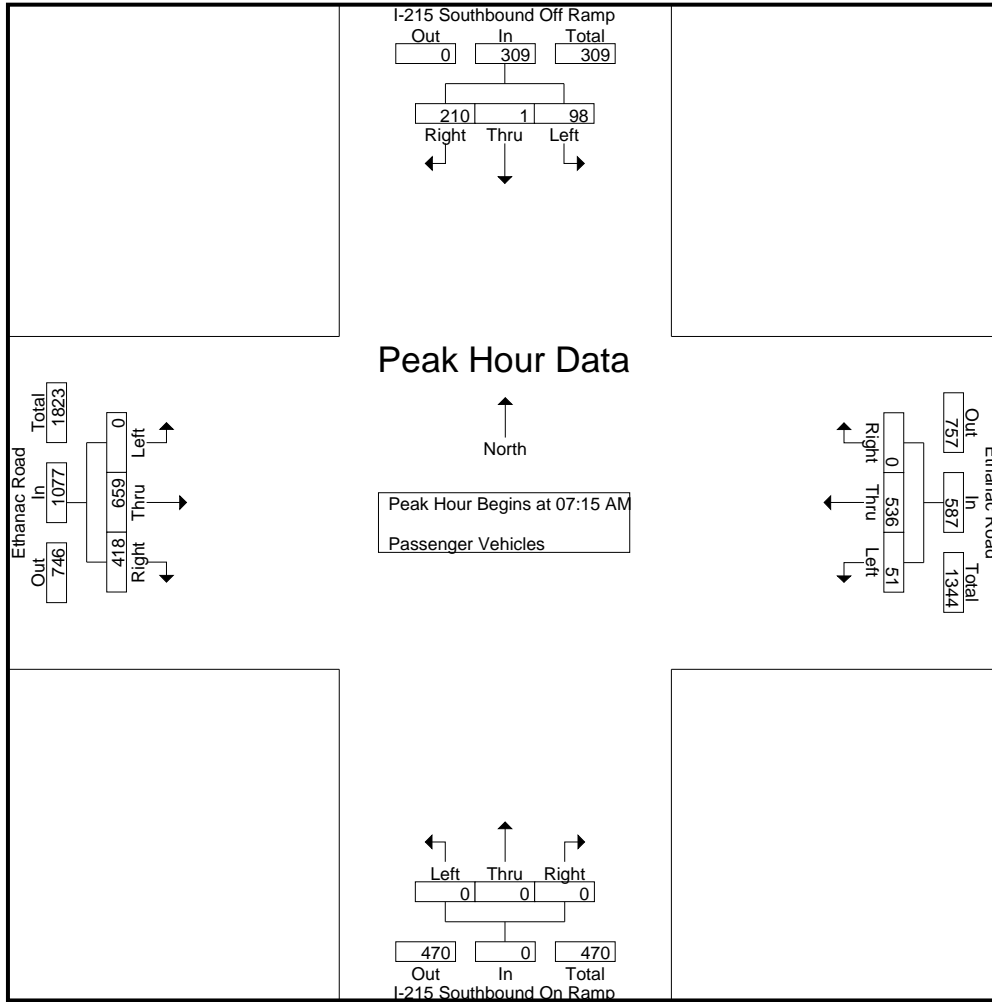 I-215 Southbound Off Ramp
Out In Total
0 309 309
210 1 98
Right Thru Left
Peak Hour Data
North
Peak Hour Begins at 07:15 AM
Passenger Vehicles
Ethanac Road
Out In Total
746 1077 1823
418 659 0
Right Thru Left
Ethanac Road
Out In Total
757 587 1344
0 536 51
Right Thru Left
Left Thru Right
0 0 0
470 0 470
Out In Total
I-215 Southbound On Ramp